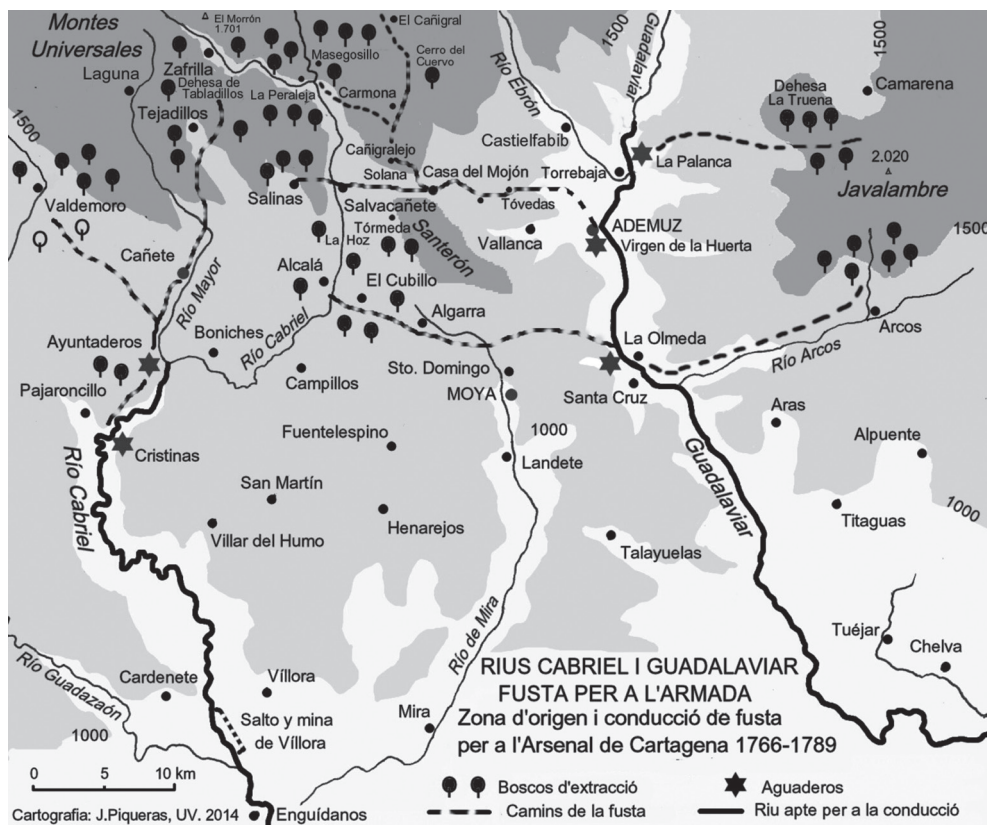 Montes
Universales
El Morrón
1.701
El Cañigral
1500
Guadalaviar
1500
Laguna
Zafrilla
Masegosillo
Cerro del
Cuervo
Río Ebrón
Camarena
Dehesa de
Tabladillos
La Peraleja
Carmona
Dehesa
La Truena
1500
Tejadillos
Castielfabib
Cañigralejo
La Palanca
2.020
Solana
Casa del Mojón
Torrebaja
Javalambre
Valdemoro
Salinas
Salvacañete
Tóvedas
Tórmeda
Santerón
ADEMUZ
Virgen de la Huerta
1500
La Hoz
Vallanca
Cañete
Río Mayor
Alcalá
El Cubillo
Algarra
Arcos
Ayuntaderos
Boniches
Río Cabriel
La Olmeda
Río Arcos
Campillos
Sto. Domingo
Pajaroncillo
MOYA
Santa Cruz
Aras
Fuentelespino
1000
Alpuente
Cristinas
Landete
Guadalaviar
Río Cabriel
San Martín
Henarejos
1000
Titaguas
Villar del Humo
Talayuelas
Río de Mira
Tuéjar
Chelva
Río Guadazaón
Cardenete
Víllora
RIUS CABRIEL I GUADALAVIAR
FUSTA PER A L'ARMADA
Zona d'origen i conducció de fusta
per a l'Arsenal de Cartagena 1766-1789
Salto y mina
de Víllora
Mira
1000
0 5 10 km
Boscos d'extracció
Aguaderos
Camins de la fusta
Riu apte per a la conducció
Cartografia: J.Piqueras, UV. 2014
Enguídanos